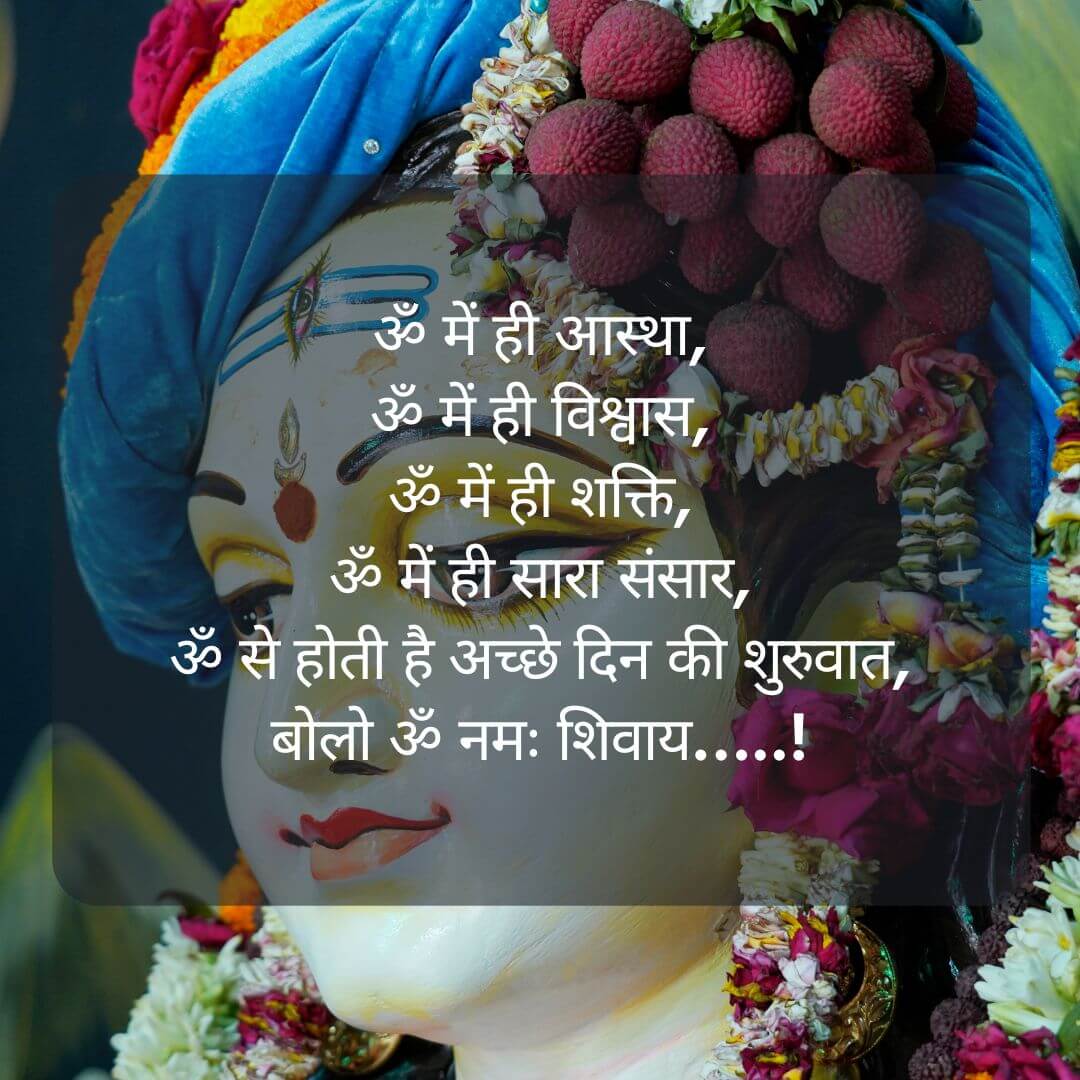 ॐ में ही आस्था,
ॐ में ही विश्वास,
ॐ में ही शक्ति,
ॐ में ही सारा संसार,
ॐ से होती है अच्छे दिन की शुरुवात,
बोलो ॐ नमः शिवाय.....!